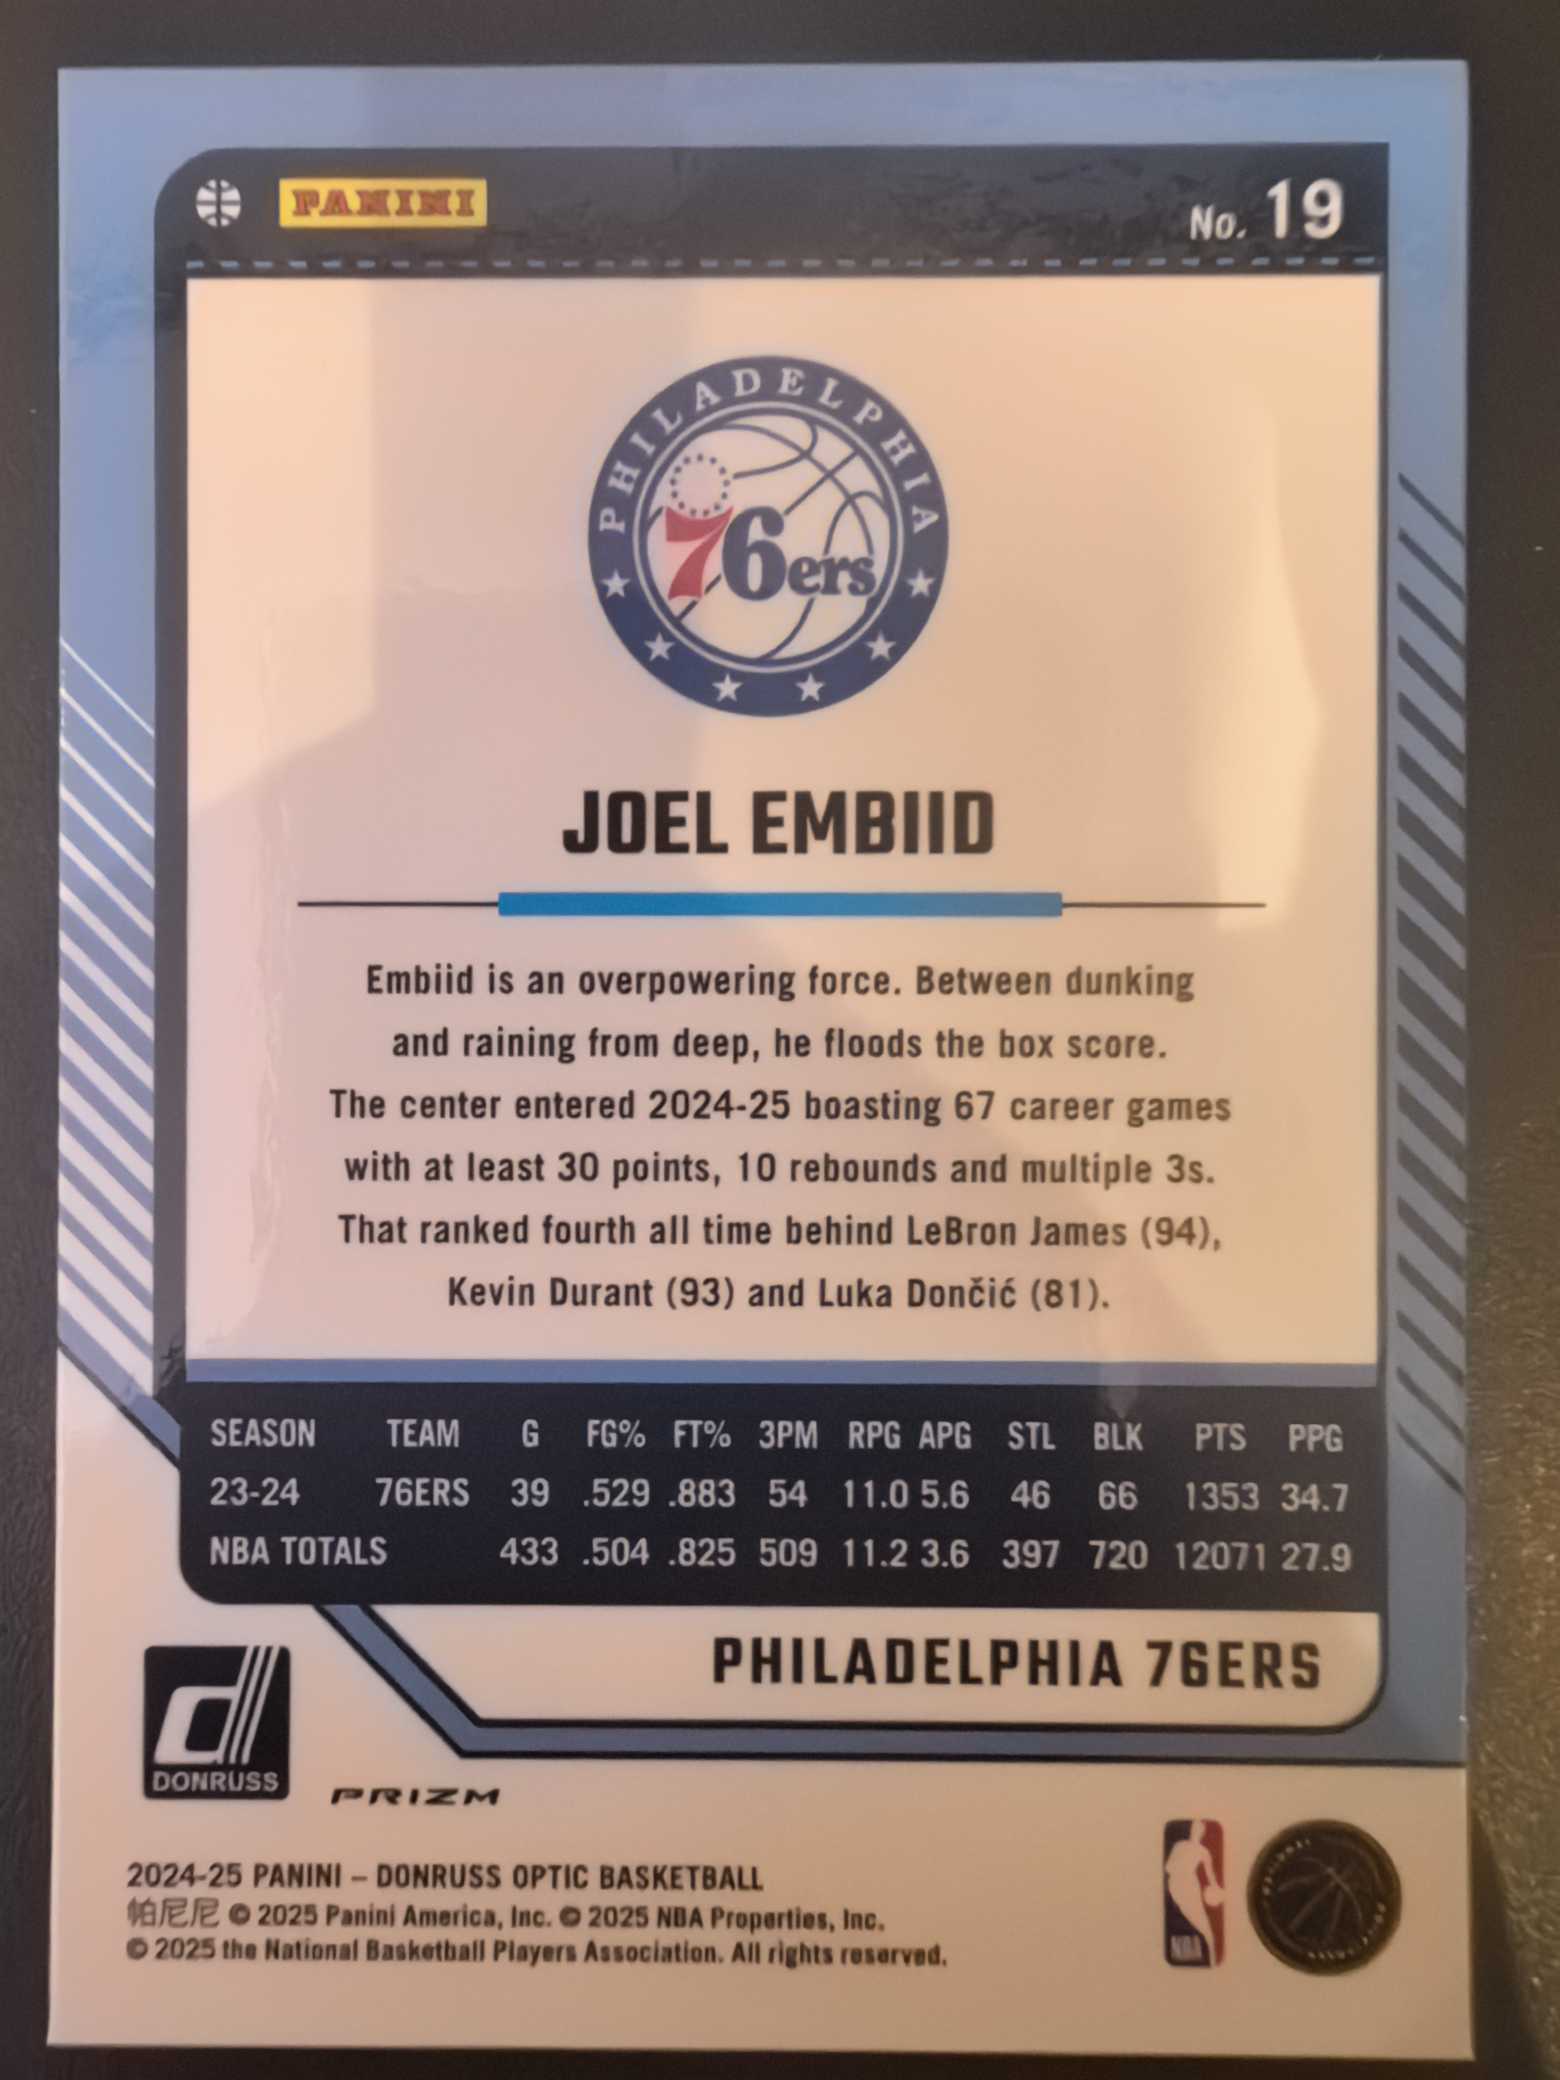 PANINI
No. 19
PHILADELPHIA
76ers
JOEL EMBIID
Embiid is an overpowering force. Between dunking
and raining from deep, he floods the box score.
The center entered 2024-25 boasting 67 career games
with at least 30 points, 10 rebounds and multiple 3s.
That ranked fourth all time behind LeBron James (94),
Kevin Durant (93) and Luka Dončić (81).
SEASON TEAM G FG% FT% 3PM RPG APG STL BLK PTS PPG
23-24 76ERS 39 .529 .883 54 11.0 5.6 46 66 1353 34.7
NBA TOTALS 433 .504 .825 509 11.2 3.6 397 720 12071 27.9
PHILADELPHIA 76ERS
d
DONRUSS
PRIZM
2024-25 PANINI – DONRUSS OPTIC BASKETBALL
帕尼尼 © 2025 Panini America, Inc. © 2025 NBA Properties, Inc.
© 2025 the National Basketball Players Association. All rights reserved.
NBA